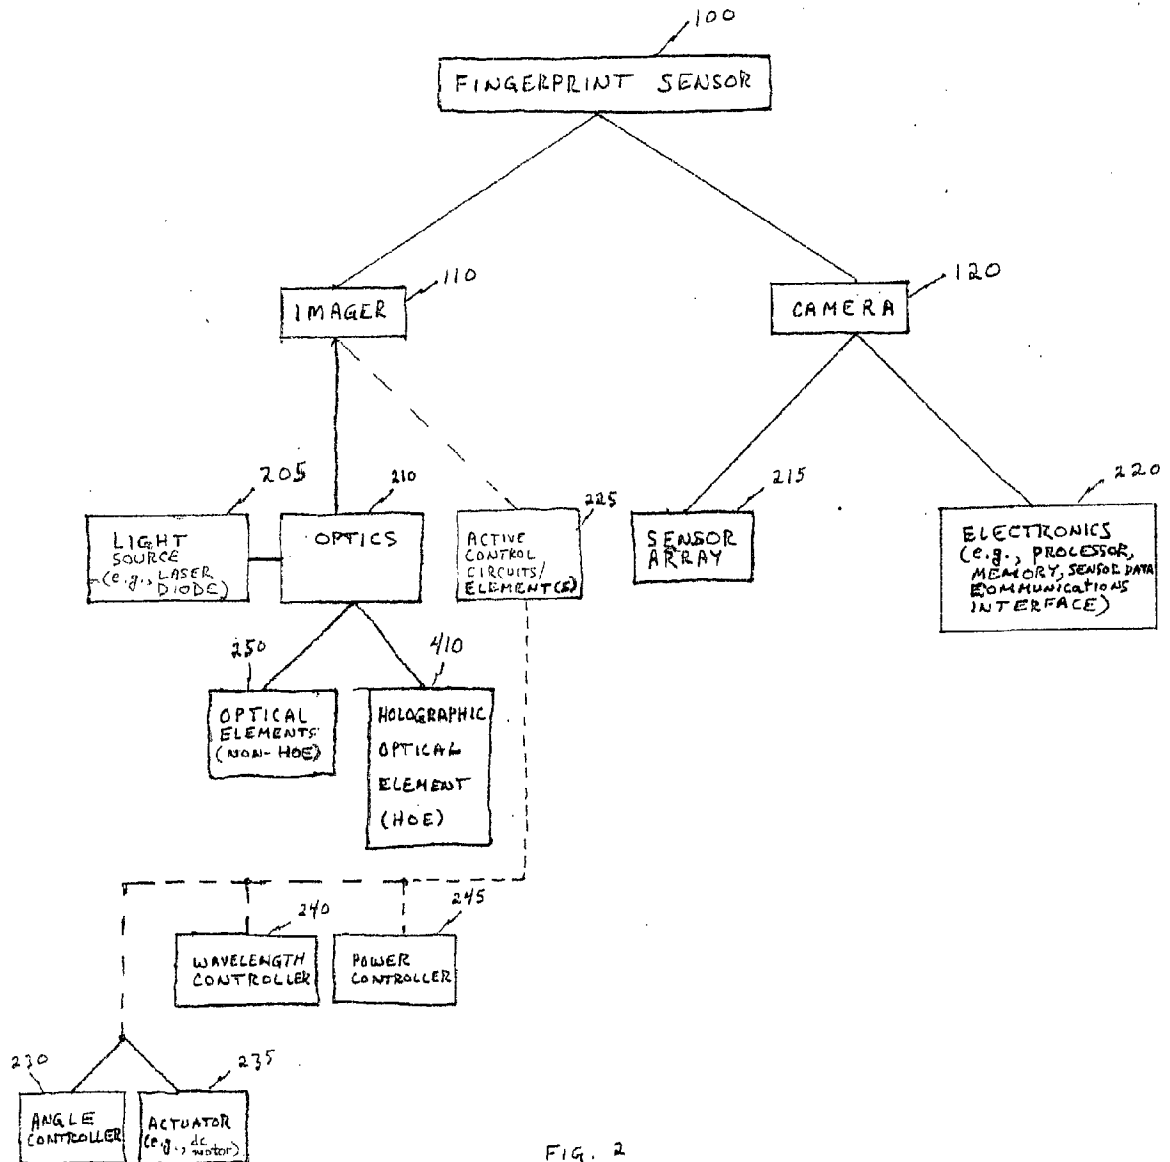 100
FINGERPRINT SENSOR
110
IMAGER
120
CAMERA
205
LIGHT
SOURCE
(e.g., LASER
DIODE)
210
OPTICS
225
ACTIVE
CONTROL
CIRCUITS/
ELEMENT(S)
215
SENSOR
ARRAY
220
ELECTRONICS
(e.g., PROCESSOR,
MEMORY, SENSOR DATA
COMMUNICATIONS
INTERFACE)
250
OPTICAL
ELEMENTS
(NON-HOE)
410
HOLOGRAPHIC
OPTICAL
ELEMENT
(HOE)
240
WAVELENGTH
CONTROLLER
245
POWER
CONTROLLER
230
ANGLE
CONTROLLER
235
ACTUATOR
(e.g., dc
motor)
FIG. 2